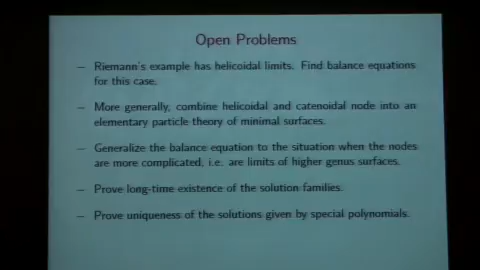 Open Problems
– Riemann's example has helicoidal limits. Find balance equations
for this case.
– More generally, combine helicoidal and catenoidal node into an
elementary particle theory of minimal surfaces.
– Generalize the balance equation to the situation when the nodes
are more complicated, i.e. are limits of higher genus surfaces.
– Prove long-time existence of the solution families.
– Prove uniqueness of the solutions given by special polynomials.